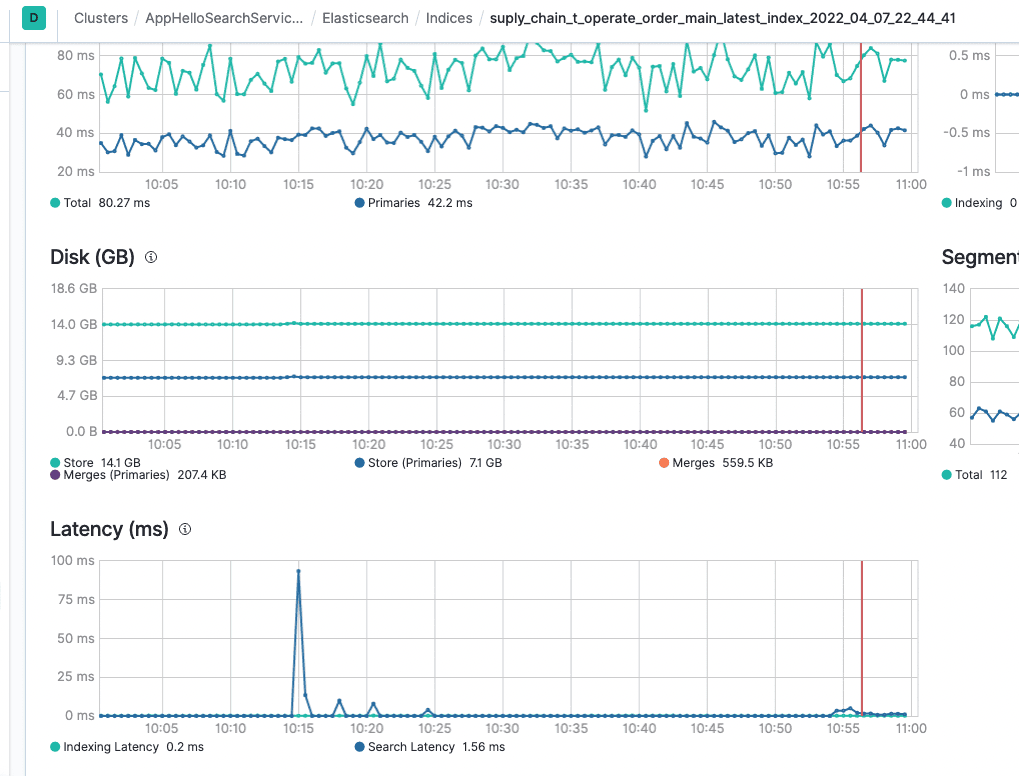 D Clusters / AppHelloSearchServic... / Elasticsearch / Indices / suply_chain_t_operate_order_main_latest_index_2022_04_07_22_44_41
80 ms
60 ms
40 ms
20 ms
10:05 10:10 10:15 10:20 10:25 10:30 10:35 10:40 10:45 10:50 10:55 11:00
Total 80.27 ms Primaries 42.2 ms
0.5 ms
0 ms
-0.5 ms
-1 ms
Indexing 0
Disk (GB)
18.6 GB
14.0 GB
9.3 GB
4.7 GB
0.0 B
10:05 10:10 10:15 10:20 10:25 10:30 10:35 10:40 10:45 10:50 10:55 11:00
Store 14.1 GB Store (Primaries) 7.1 GB Merges 559.5 KB
Merges (Primaries) 207.4 KB
Segment
140
120
100
80
60
40
Total 112
Latency (ms)
100 ms
75 ms
50 ms
25 ms
0 ms
10:05 10:10 10:15 10:20 10:25 10:30 10:35 10:40 10:45 10:50 10:55 11:00
Indexing Latency 0.2 ms Search Latency 1.56 ms